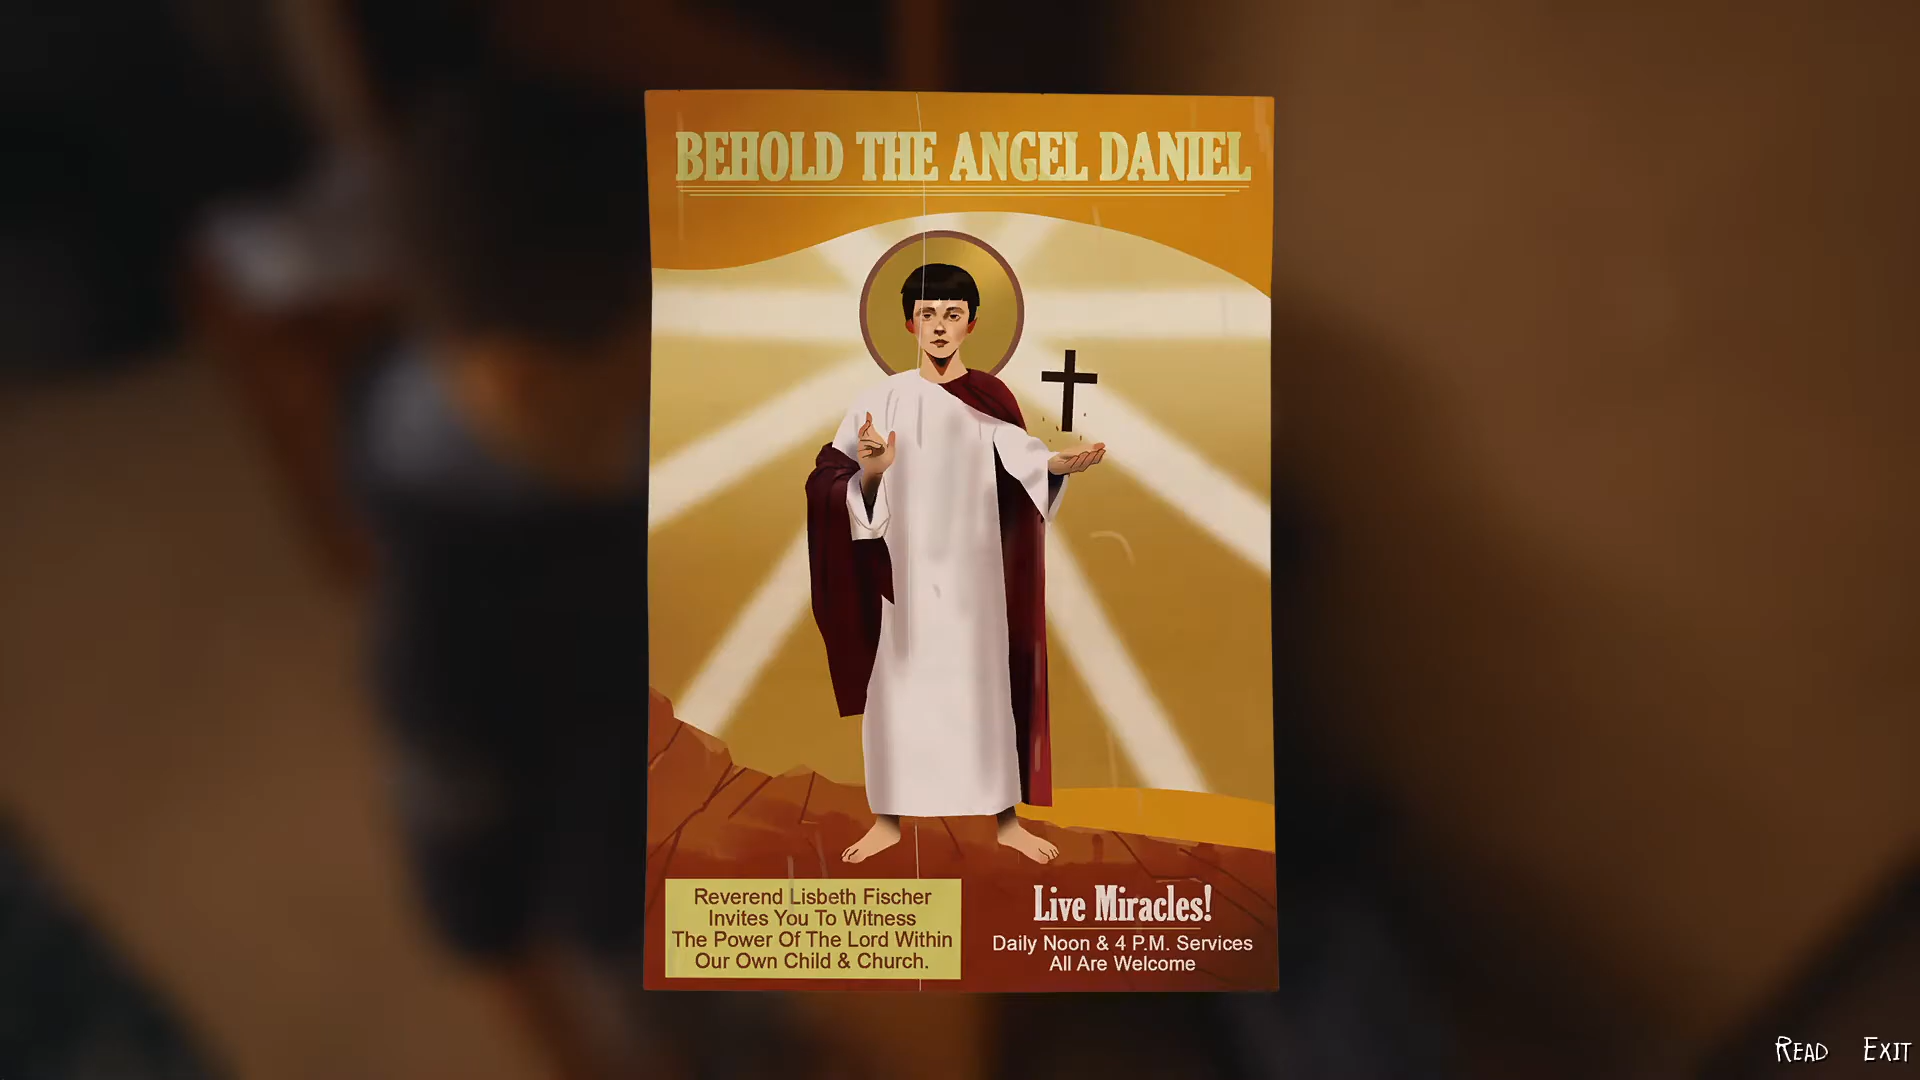 BEHOLD THE ANGEL DANIEL
Reverend Lisbeth Fischer
Invites You To Witness
The Power Of The Lord Within
Our Own Child & Church.
Live Miracles!
Daily Noon & 4 P.M. Services
All Are Welcome
READ EXIT